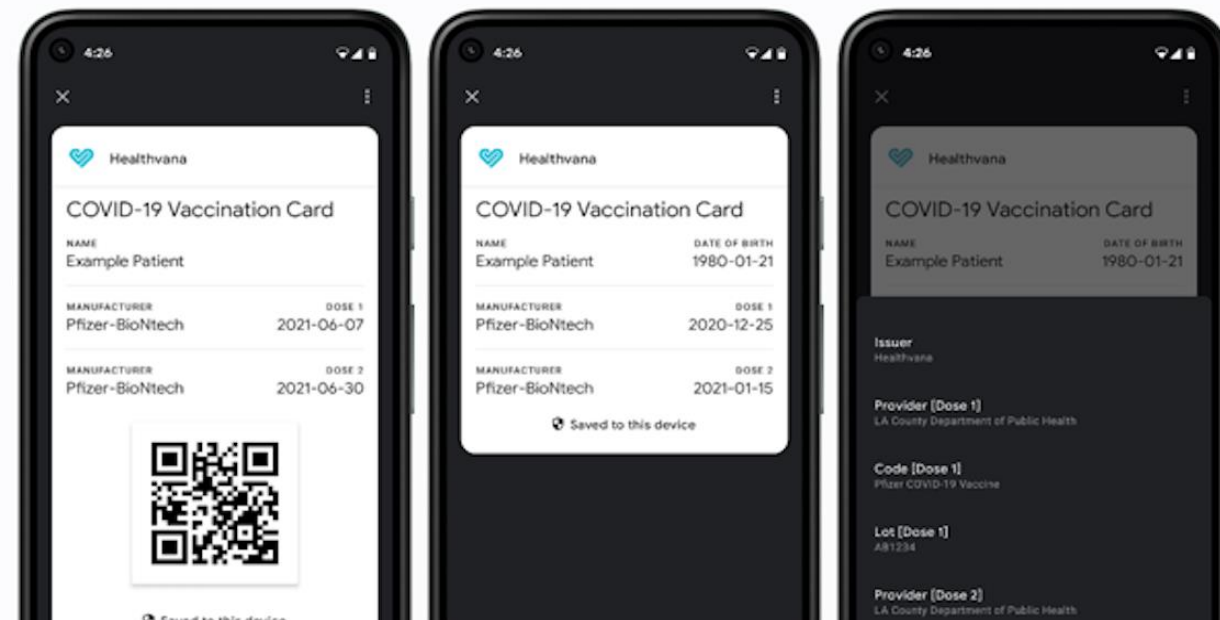 4:26
Healthvana
COVID-19 Vaccination Card
NAME
Example Patient
MANUFACTURER DOSE 1
Pfizer-BioNtech 2021-06-07
MANUFACTURER DOSE 2
Pfizer-BioNtech 2021-06-30
Saved to this device
4:26
Healthvana
COVID-19 Vaccination Card
NAME DATE OF BIRTH
Example Patient 1980-01-21
MANUFACTURER DOSE 1
Pfizer-BioNtech 2020-12-25
MANUFACTURER DOSE 2
Pfizer-BioNtech 2021-01-15
Saved to this device
4:26
Healthvana
COVID-19 Vaccination Card
NAME DATE OF BIRTH
Example Patient 1980-01-21
Issuer
Healthvana
Provider [Dose 1]
LA County Department of Public Health
Code [Dose 1]
Pfizer COVID-19 Vaccine
Lot [Dose 1]
AB1234
Provider [Dose 2]
LA County Department of Public Health